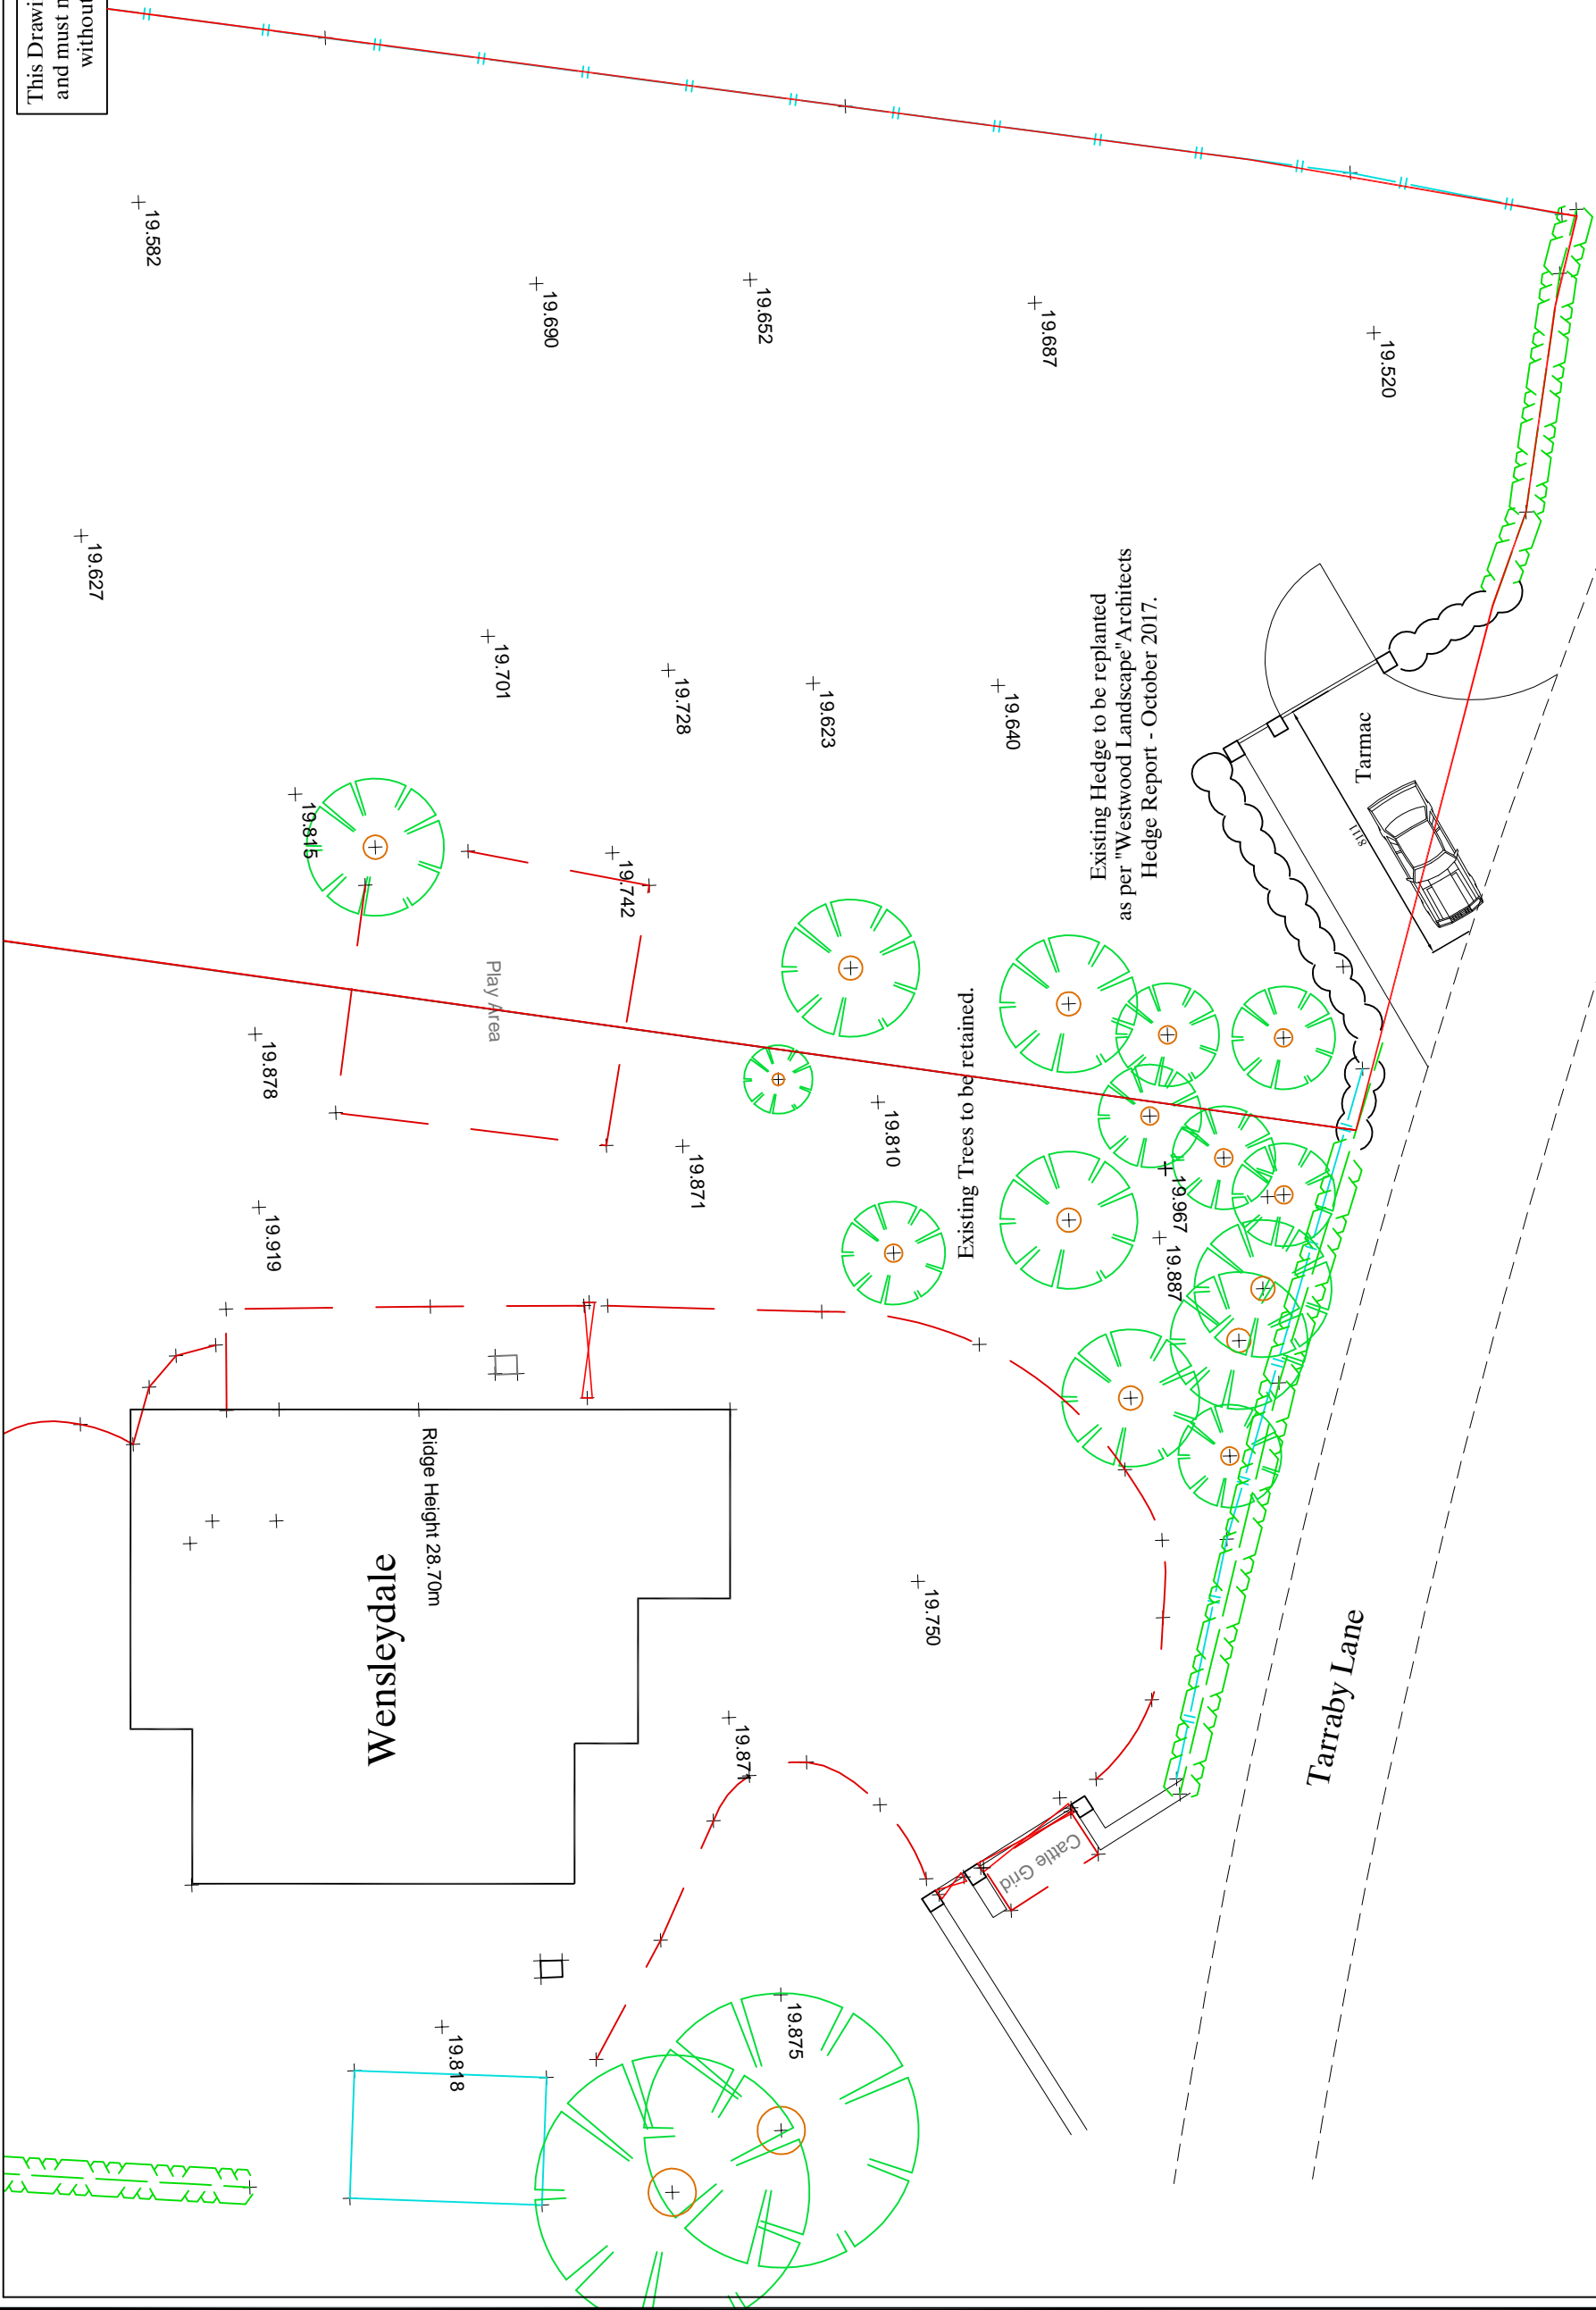 This Drawi
and must n
without
19.582
19.690
19.652
19.687
19.520
19.627
19.701
19.728
19.623
19.640
Existing Hedge to be replanted
as per "Westwood Landscape"Architects
Hedge Report - October 2017.
Tarmac
8111
19.815
19.742
Play Area
Existing Trees to be retained.
19.878
19.871
19.810
19.967
19.887
19.919
Ridge Height 28.70m
Wensleydale
19.750
Tarraby Lane
19.871
Cattle Grid
19.875
19.818